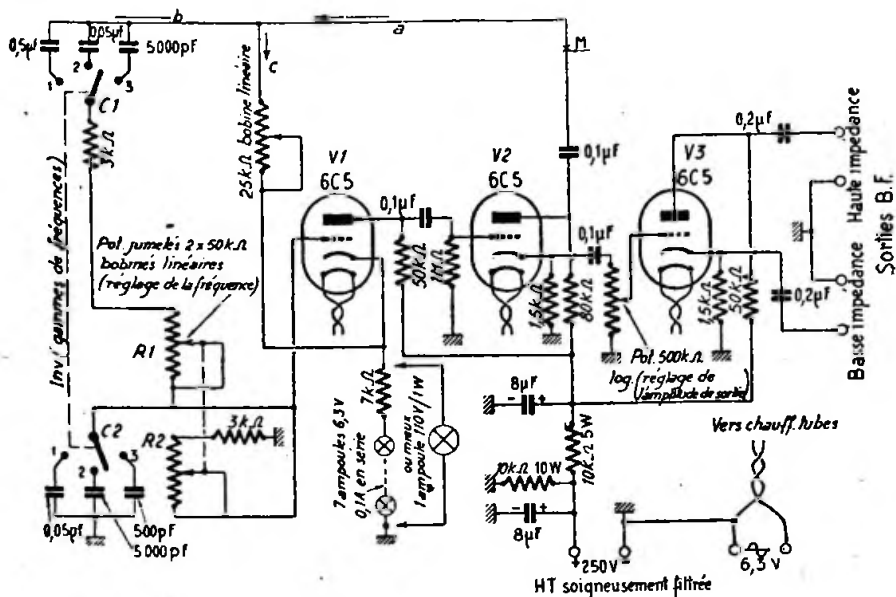 b
a
M
c
0,5µF
0,05µF
5000pF
1
2
3
C1
3kΩ
25kΩ bobine linéaire
Inv (gammes de fréquences)
Pot. jumelés 2x50kΩ
bobinés linéaires
(réglage de la fréquence)
R1
C2
R2
3kΩ
1
2
3
0,05µF
500pF
5000pF
V1
6C5
0,1µF
50kΩ
1MΩ
7kΩ
7 ampoules 6,3V
0,1A en série
ou mieux
1 ampoule 110V/1W
V2
6C5
0,1µF
0,1µF
1,5kΩ
80kΩ
Pot. 500kΩ
log. (réglage de
l'amplitude de sortie)
V3
6C5
1,5kΩ
50kΩ
0,2µF
0,2µF
Haute impedance
Basse impedance
Sorties B.F.
8µF
- +
10kΩ 5W
10kΩ 10W
- +
8µF
+ 250V -
HT soigneusement filtrée
Vers chauff. tubes
6,3V